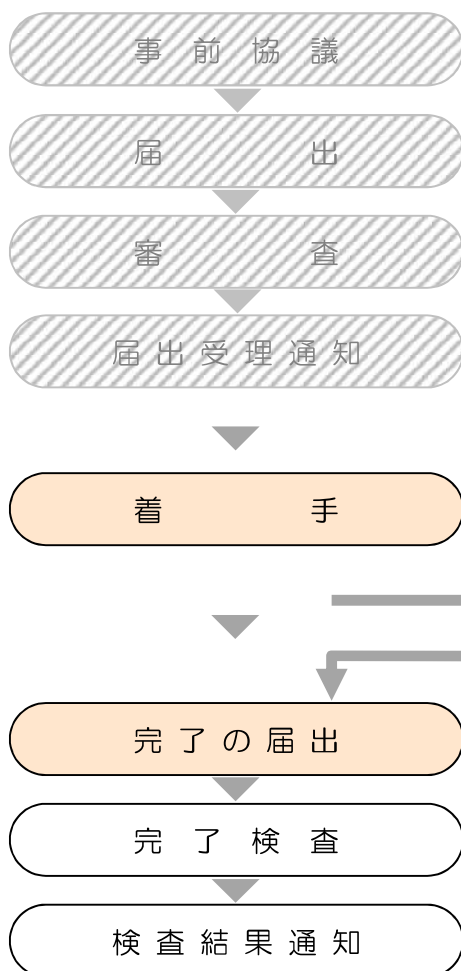 事前協議
届出
審査
届出受理通知
着手
完了の届出
完了検査
検査結果通知